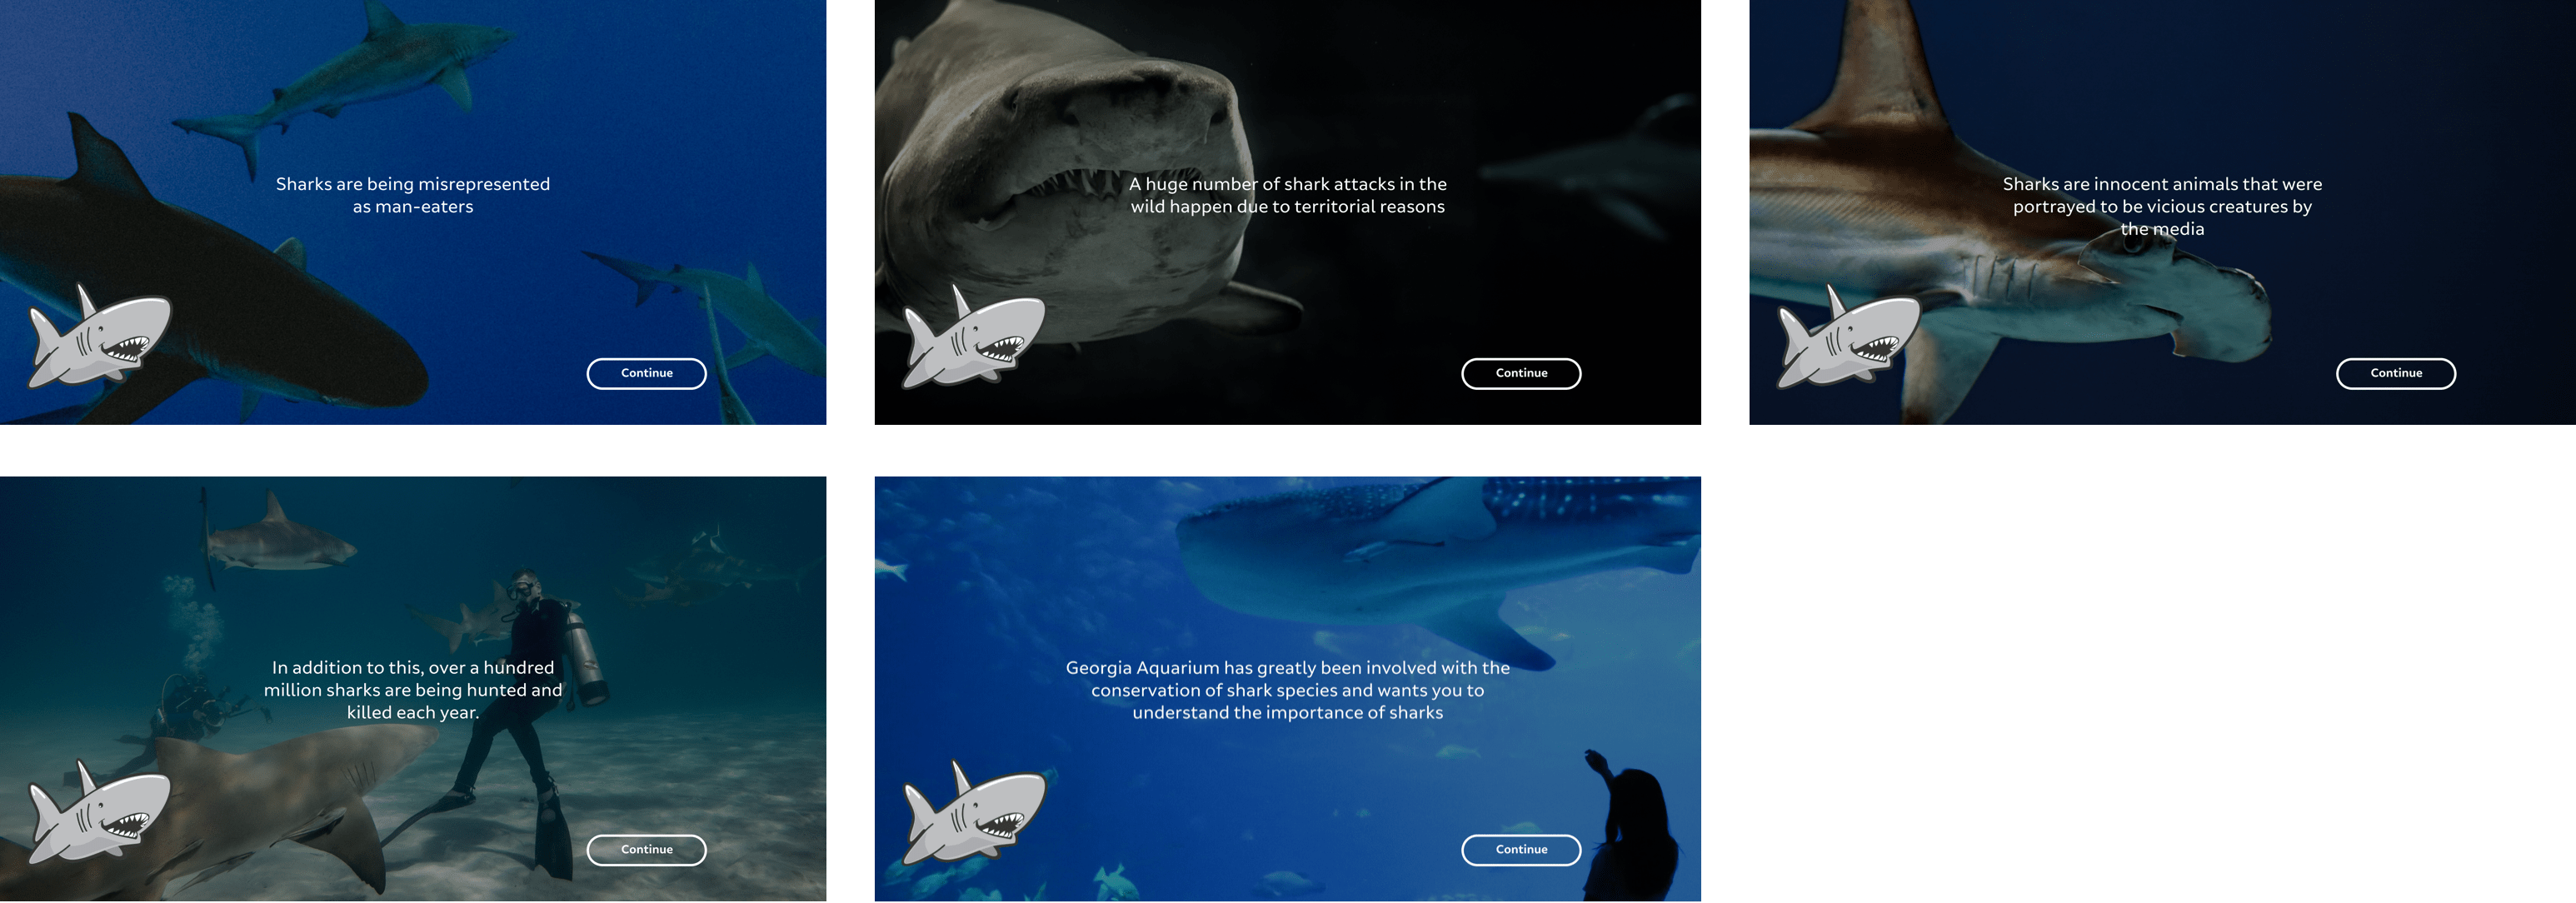 Sharks are being misrepresented
as man-eaters
Continue
A huge number of shark attacks in the
wild happen due to territorial reasons
Continue
Sharks are innocent animals that were
portrayed to be vicious creatures by
the media
Continue
In addition to this, over a hundred
million sharks are being hunted and
killed each year.
Continue
Georgia Aquarium has greatly been involved with the
conservation of shark species and wants you to
understand the importance of sharks
Continue